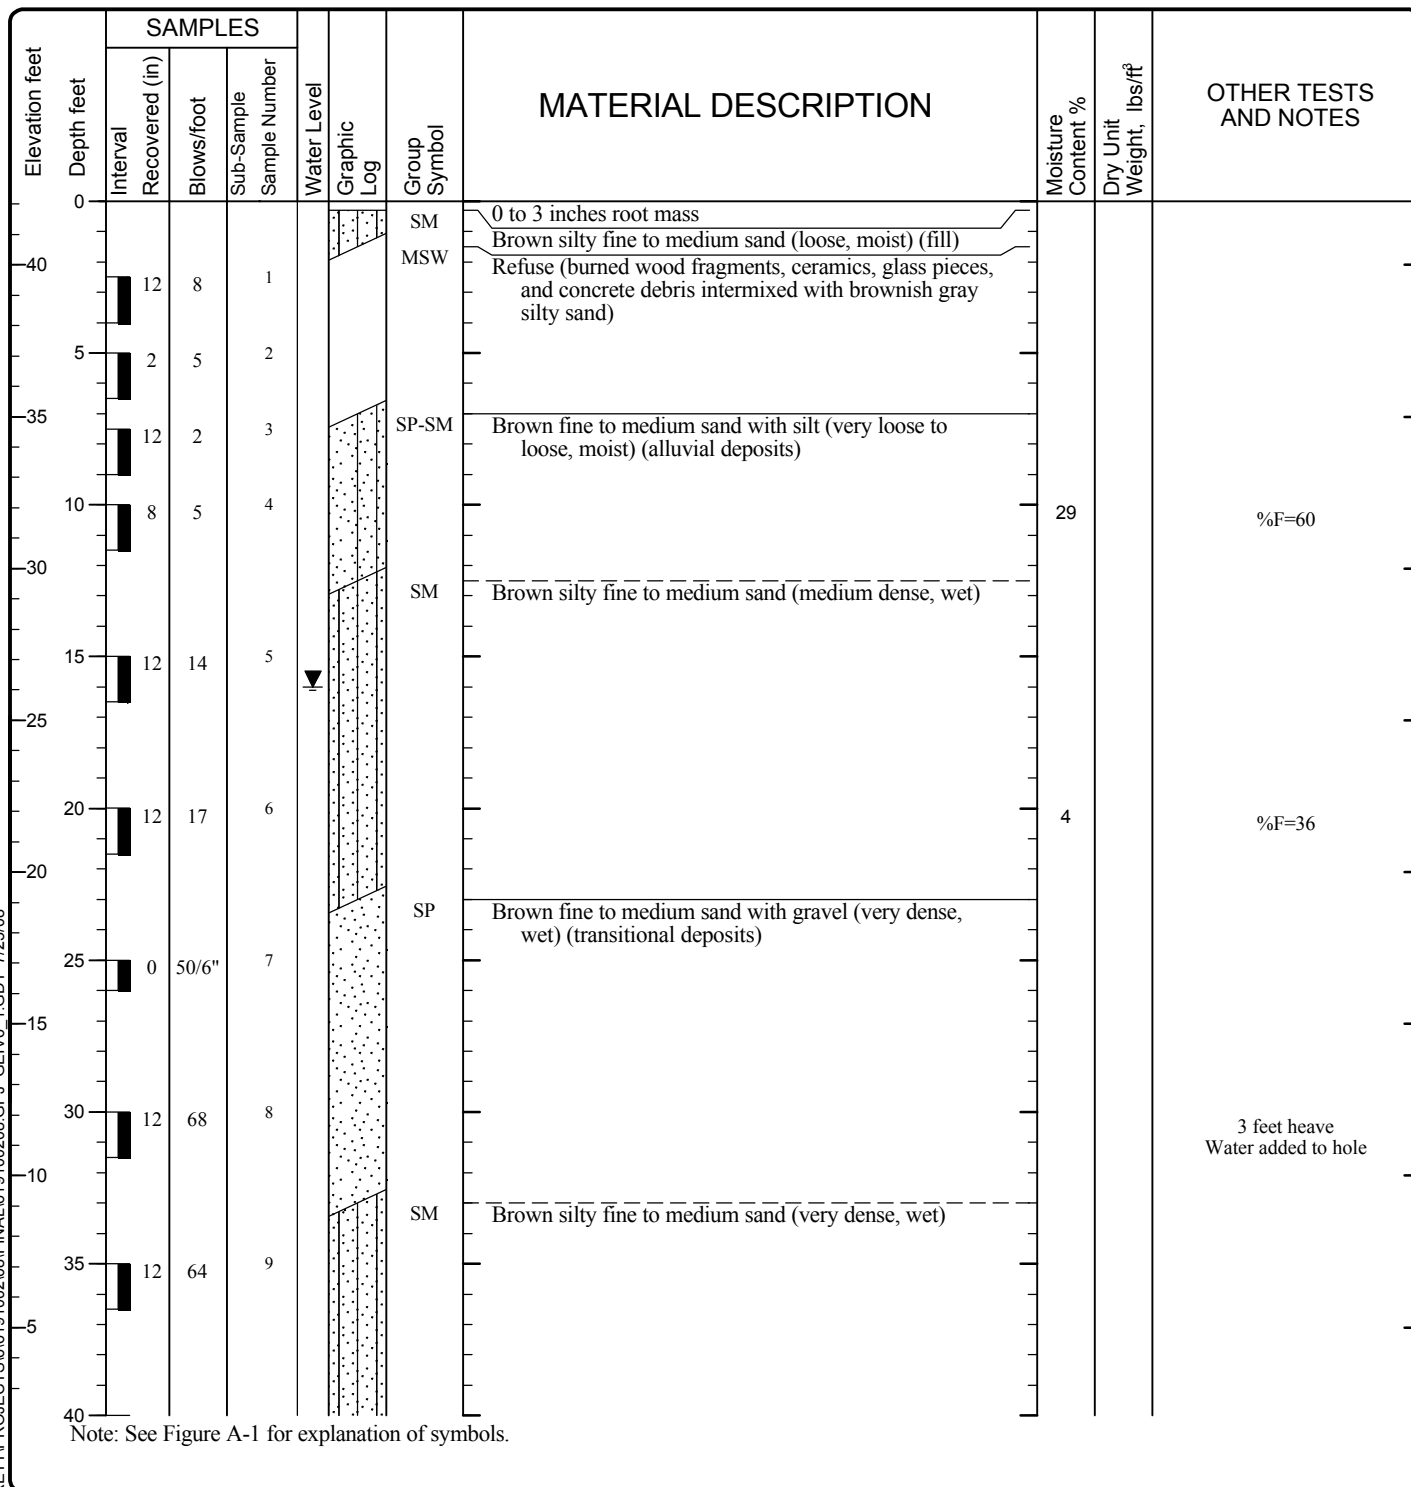 SAMPLES
Elevation feet
Depth feet
Interval
Recovered (in)
Blows/foot
Sub-Sample
Sample Number
Water Level
Graphic
Log
Group
Symbol
MATERIAL DESCRIPTION
Moisture
Content %
Dry Unit
Weight, lbs/ft³
OTHER TESTS
AND NOTES
0
SM
0 to 3 inches root mass
Brown silty fine to medium sand (loose, moist) (fill)
MSW
Refuse (burned wood fragments, ceramics, glass pieces,
and concrete debris intermixed with brownish gray
silty sand)
40
12 8 1
5
2 5 2
35
SP-SM
Brown fine to medium sand with silt (very loose to
loose, moist) (alluvial deposits)
12 2 3
10
8 5 4
29
%F=60
30
SM
Brown silty fine to medium sand (medium dense, wet)
15
12 14 5
25
20
12 17 6
4
%F=36
20
SP
Brown fine to medium sand with gravel (very dense,
wet) (transitional deposits)
25
0 50/6" 7
15
30
12 68 8
3 feet heave
Water added to hole
10
SM
Brown silty fine to medium sand (very dense, wet)
35
12 64 9
5
40
Note: See Figure A-1 for explanation of symbols.